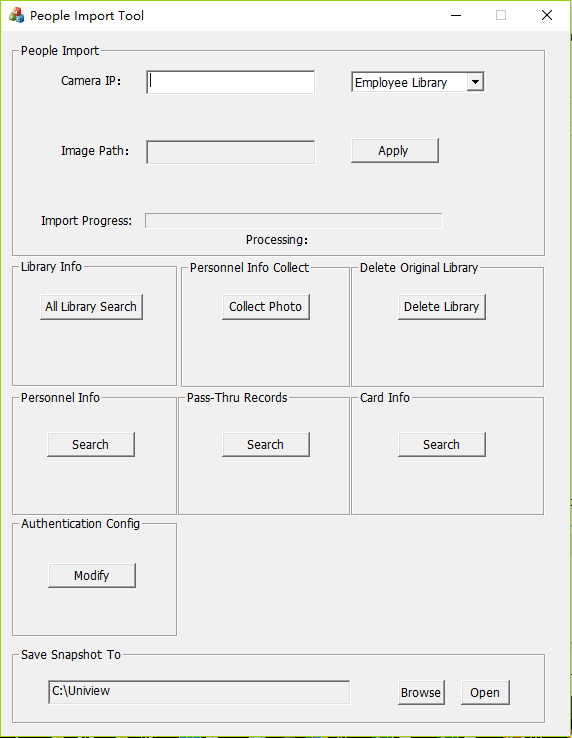 People Import Tool
People Import
Camera IP：
Employee Library
Image Path：
Apply
Import Progress:
Processing：
Library Info
Personnel Info Collect
Delete Original Library
All Library Search
Collect Photo
Delete Library
Personnel Info
Pass-Thru Records
Card Info
Search
Search
Search
Authentication Config
Modify
Save Snapshot To
C:\Uniview
Browse
Open